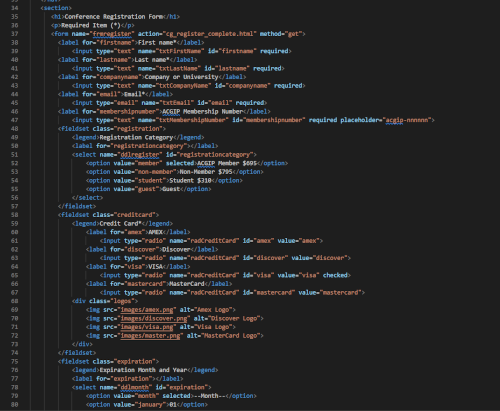 34
35 <section>
36 <h1>Conference Registration Form</h1>
36 <p>Required Item (*)</p>
37 <form name="frmregister" action="cg_register_complete.html" method="get">
38 <label for="firstname">First name*</label>
39 <input type="text" name="txtFirstName" id="firstname" required>
40 <label for="lastname">Last name*</label>
41 <input type="text" name="txtLastName" id="lastname" required>
42 <label for="companyname">Company or University</label>
43 <input type="text" name="txtCompanyName" id="companyname" required>
44 <label for="email">Email*</label>
45 <input type="email" name="txtEmail" id="email" required>
46 <label for="membershipnumber">ACGIP Membership Number</label>
47 <input type="text" name="txtMembershipNumber" id="membershipnumber" required placeholder="acgip-nnnnnn">
48 <fieldset class="registration">
49 <legend>Registration Category</legend>
50 <label for="registrationcategory"></label>
51 <select name="ddlregister" id="registrationcategory">
52 <option value="member" selected>ACGIP Member $695</option>
53 <option value="non-member">Non-Member $795</option>
54 <option value="student">Student $310</option>
55 <option value="guest">Guest</option>
56 </select>
57 </fieldset>
58 <fieldset class="creditcard">
59 <legend>Credit Card*</legend>
60 <label for="amex">AMEX</label>
61 <input type="radio" name="radCreditCard" id="amex" value="amex">
62 <label for="discover">Discover</label>
63 <input type="radio" name="radCreditCard" id="discover" value="discover">
64 <label for="visa">VISA</label>
65 <input type="radio" name="radCreditCard" id="visa" value="visa" checked>
66 <label for="mastercard">MasterCard</label>
67 <input type="radio" name="radCreditCard" id="mastercard" value="mastercard">
68 <div class="logos">
69 <img src="images/amex.png" alt="Amex Logo">
70 <img src="images/discover.png" alt="Discover Logo">
71 <img src="images/visa.png" alt="Visa Logo">
72 <img src="images/master.png" alt="MasterCard Logo">
73 </div>
74 </fieldset>
75 <fieldset class="expiration">
76 <legend>Expiration Month and Year</legend>
77 <label for="expiration"></label>
78 <select name="ddlmonth" id="expiration">
79 <option value="month" selected>--Month--</option>
80 <option value="january">01</option>